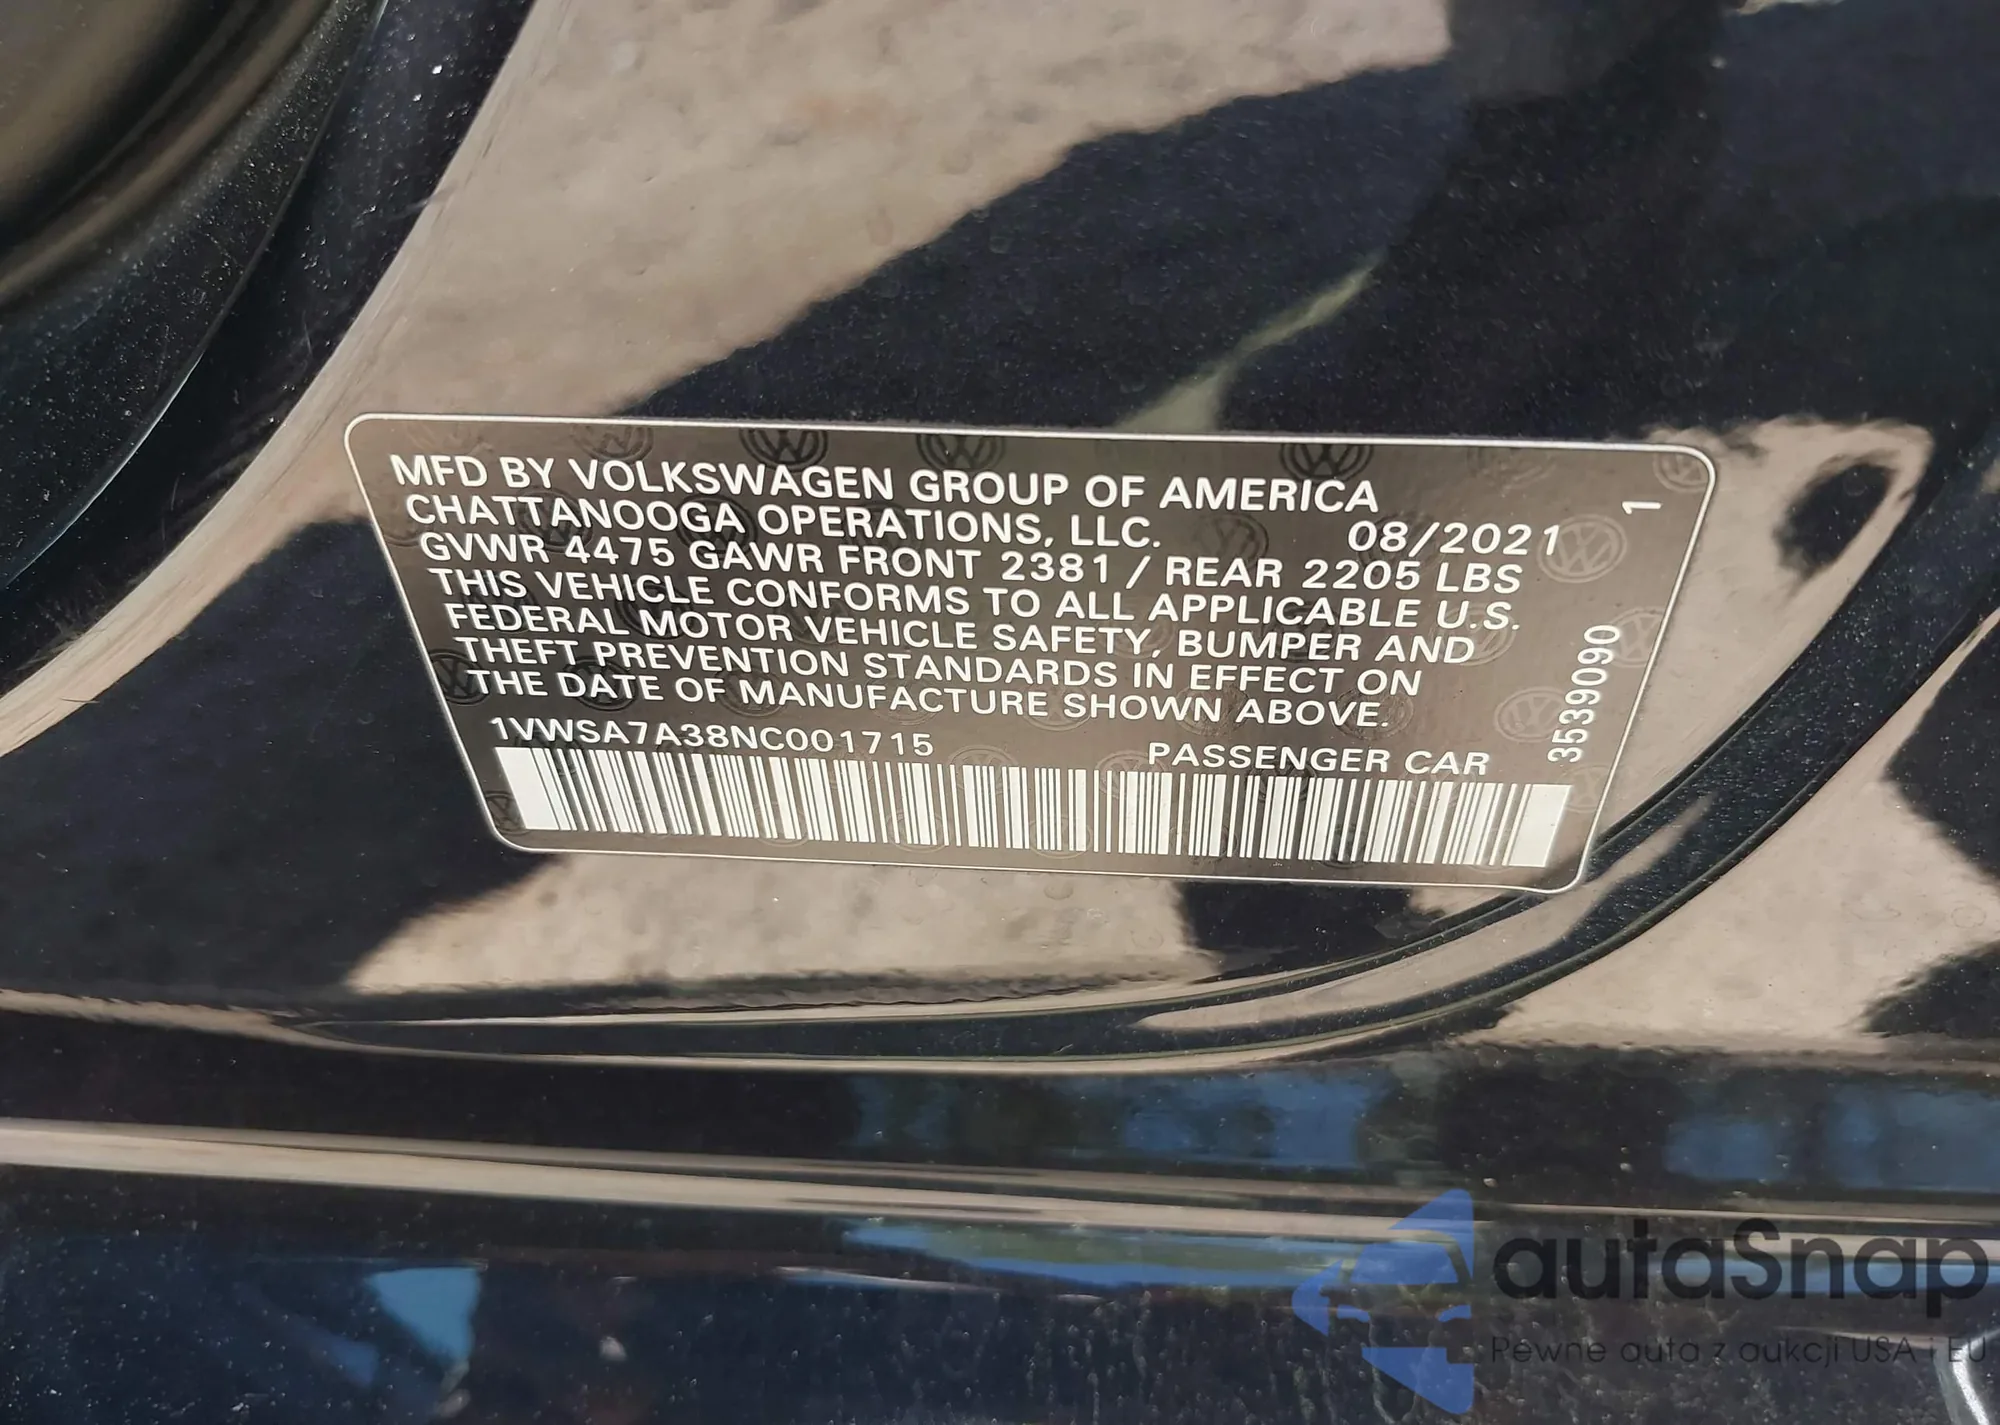 MFD BY VOLKSWAGEN GROUP OF AMERICA
CHATTANOOGA OPERATIONS, LLC. 08/2021 1
GVWR 4475 GAWR FRONT 2381 / REAR 2205 LBS
THIS VEHICLE CONFORMS TO ALL APPLICABLE U.S.
FEDERAL MOTOR VEHICLE SAFETY, BUMPER AND
THEFT PREVENTION STANDARDS IN EFFECT ON
THE DATE OF MANUFACTURE SHOWN ABOVE.
1VWSA7A38NC001715 PASSENGER CAR
3539090
autaSnap
Pewne auta z aukcji USA i EU